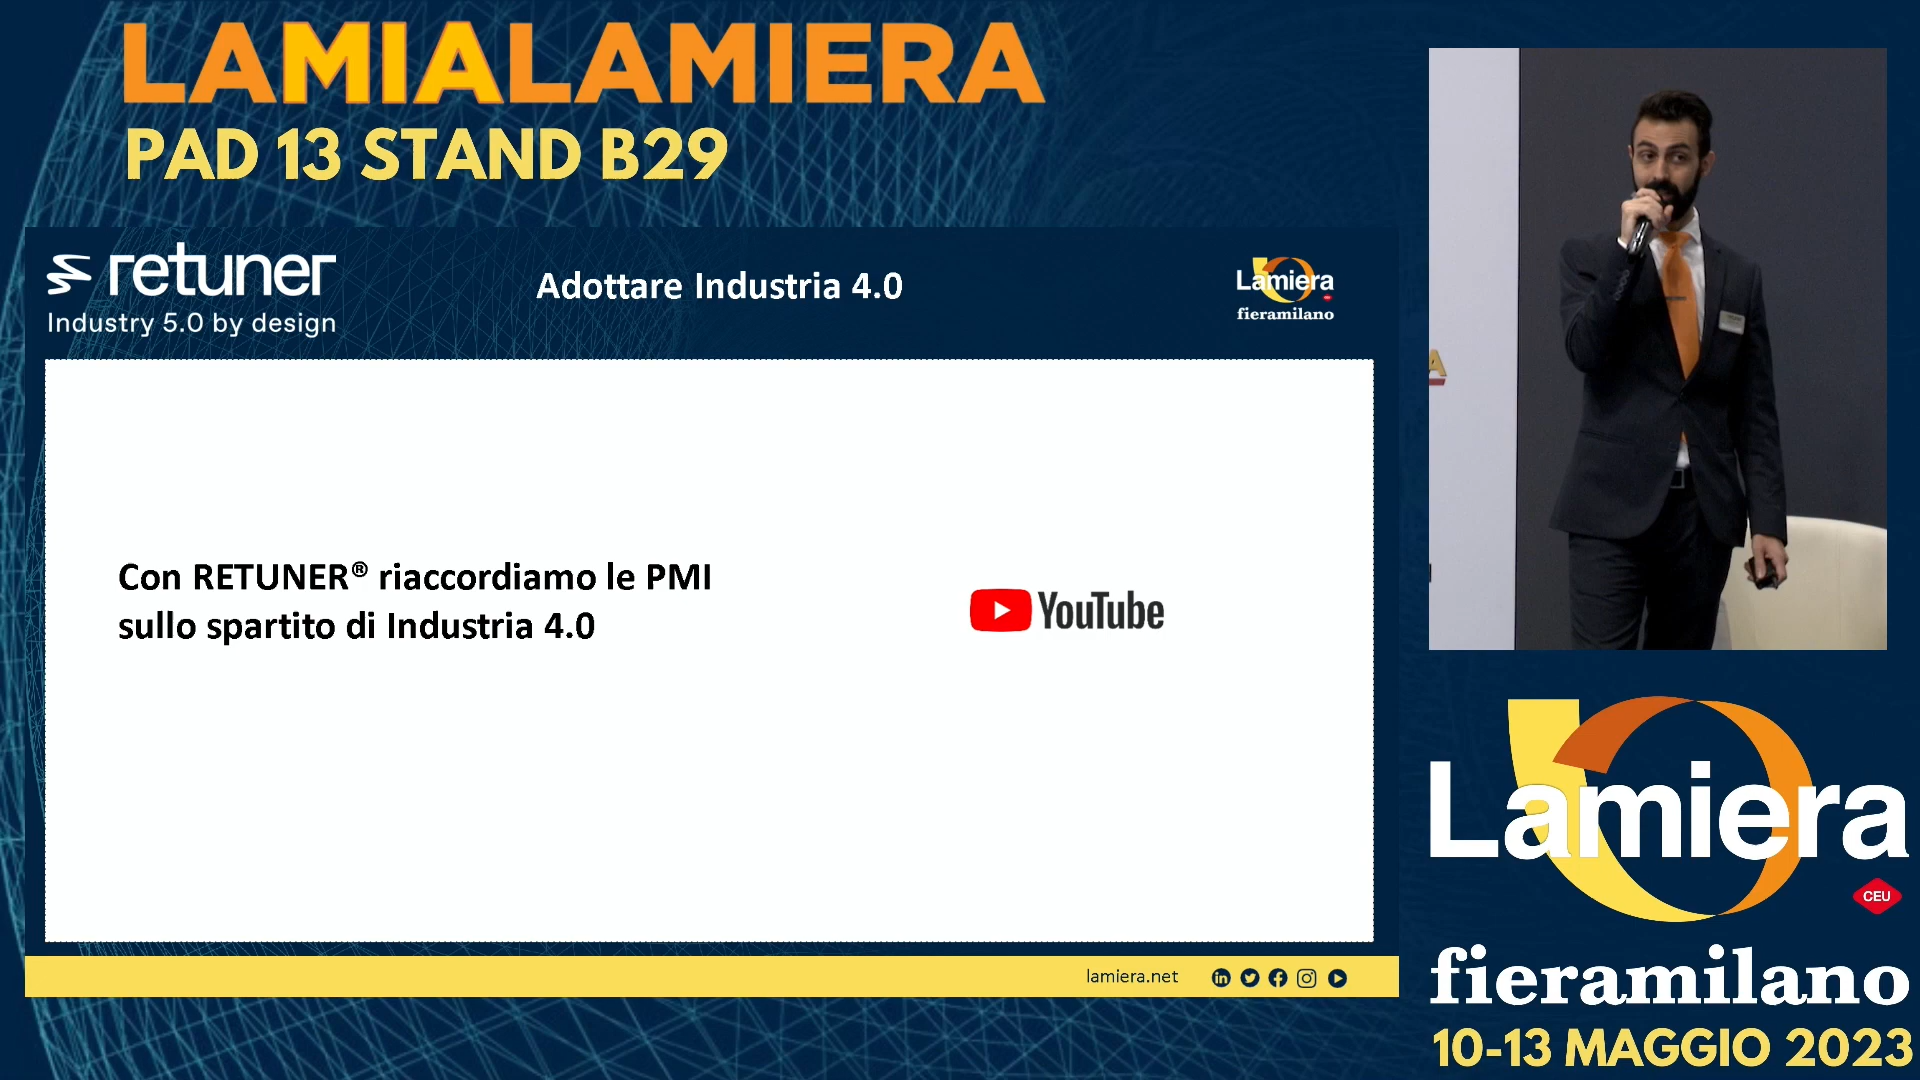 LAMIALAMIERA
PAD 13 STAND B29
retuner
Industry 5.0 by design
Adottare Industria 4.0
Lamiera
fieramilano
Con RETUNER® riaccordiamo le PMI
sullo spartito di Industria 4.0
YouTube
lamiera.net
A
Lamiera
CEU
fieramilano
10-13 MAGGIO 2023